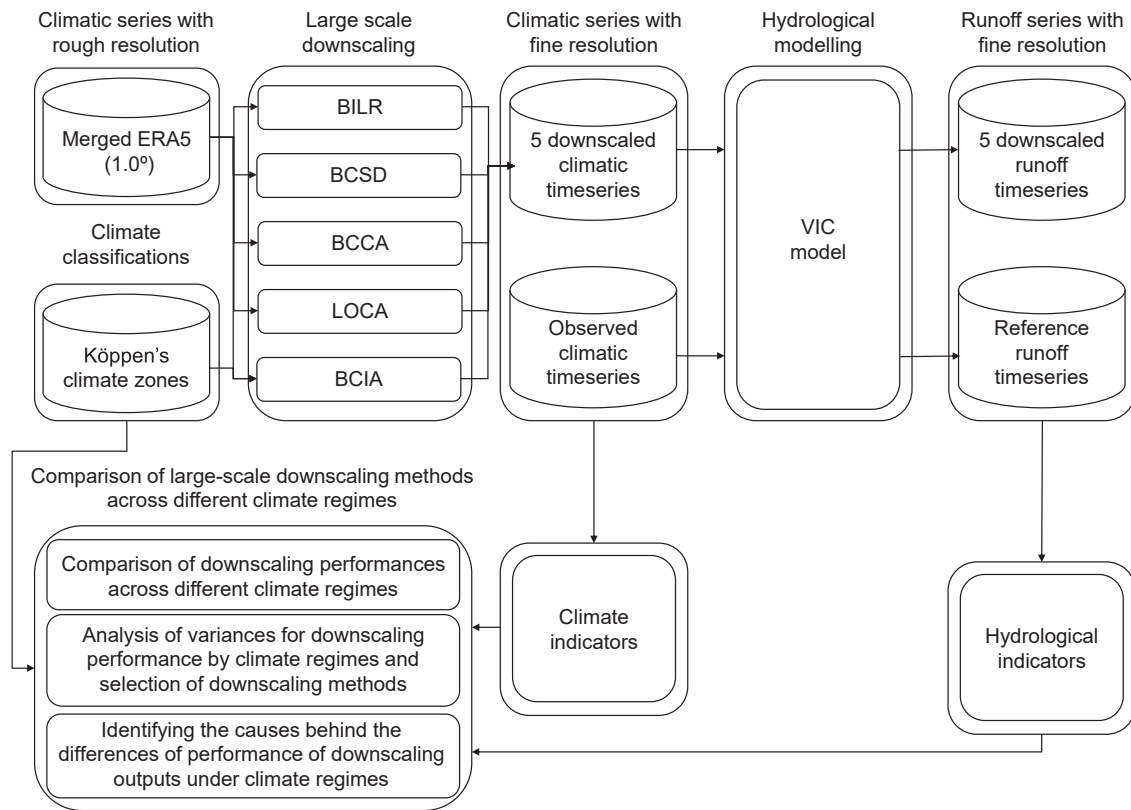 Climatic series with
rough resolution
Large scale
downscaling
Climatic series with
fine resolution
Hydrological
modelling
Runoff series with
fine resolution
Merged ERA5
(1.0º)
BILR
BCSD
BCCA
LOCA
BCIA
5 downscaled
climatic
timeseries
VIC
model
5 downscaled
runoff
timeseries
Climate
classifications
Köppen’s
climate zones
Observed
climatic
timeseries
Reference
runoff
timeseries
Comparison of large-scale downscaling methods
across different climate regimes
Comparison of downscaling performances
across different climate regimes
Analysis of variances for downscaling
performance by climate regimes and
selection of downscaling methods
Identifying the causes behind the
differences of performance of downscaling
outputs under climate regimes
Climate
indicators
Hydrological
indicators